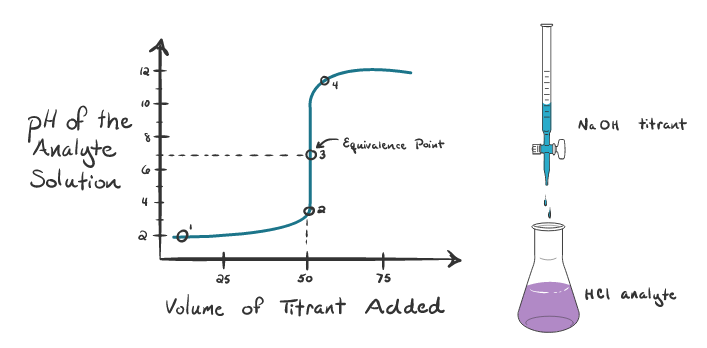 pH of the
Analyte
Solution
12
10
8
6
4
2
1
2
3
4
Equivalence Point
25
50
75
Volume of Titrant Added
NaOH titrant
HCl analyte